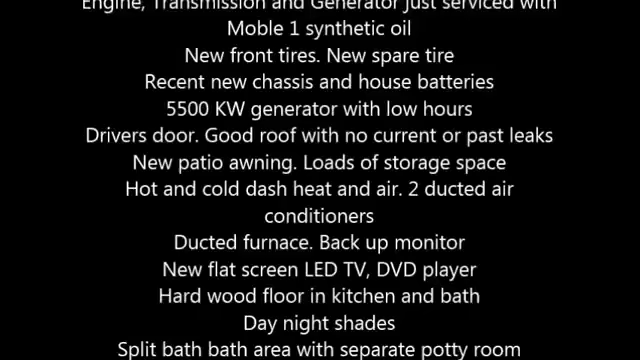 Engine, Transmission and Generator just serviced with
Moble 1 synthetic oil
New front tires. New spare tire
Recent new chassis and house batteries
5500 KW generator with low hours
Drivers door. Good roof with no current or past leaks
New patio awning. Loads of storage space
Hot and cold dash heat and air. 2 ducted air
conditioners
Ducted furnace. Back up monitor
New flat screen LED TV, DVD player
Hard wood floor in kitchen and bath
Day night shades
Split bath bath area with separate potty room